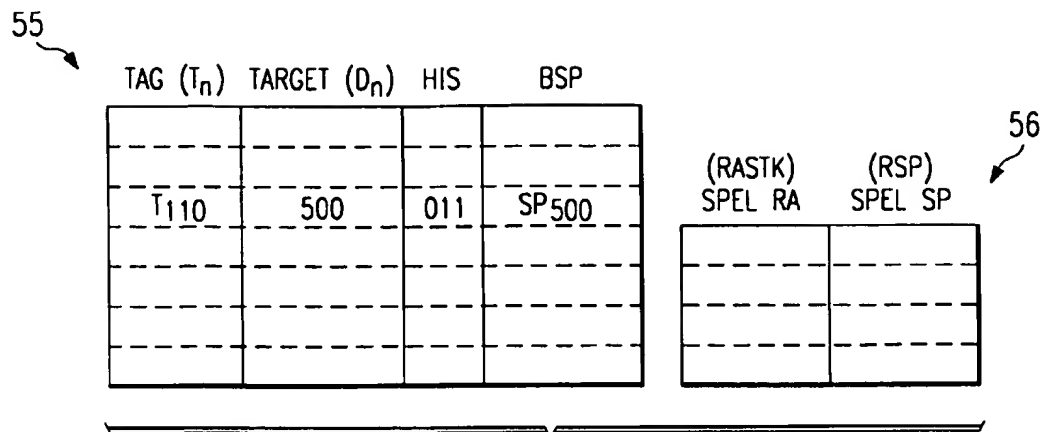 55
TAG (Tn) TARGET (Dn) HIS BSP
56
(RASTK) (RSP)
SPEL RA SPEL SP
T110 500 011 SP500